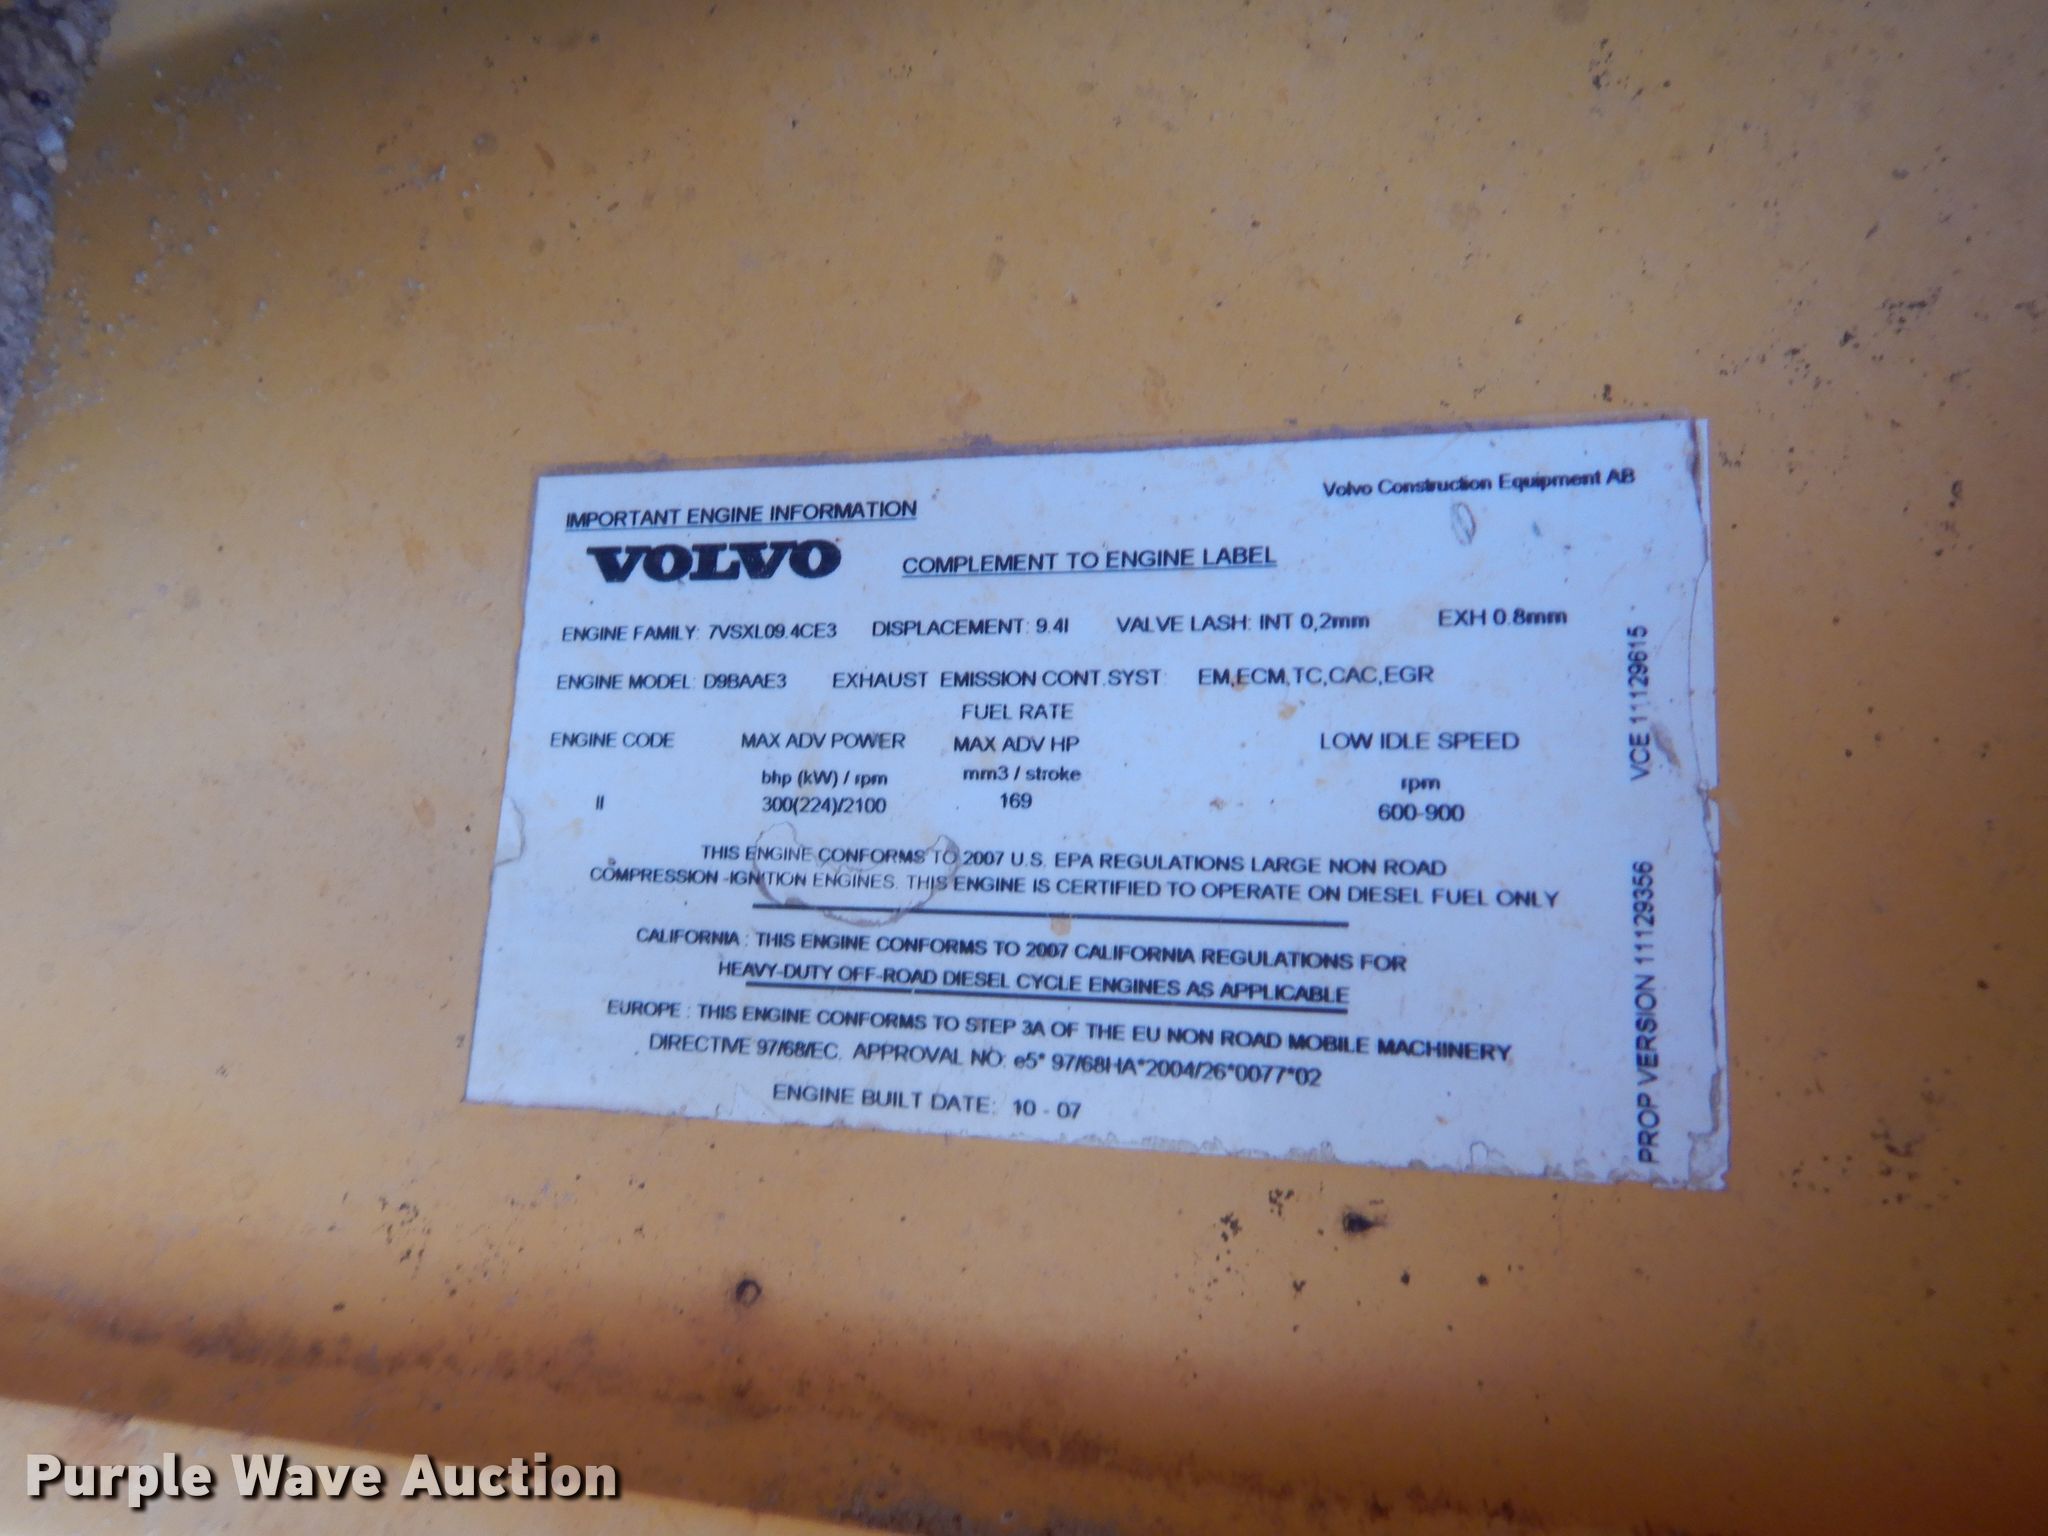 Volvo Construction Equipment AB
IMPORTANT ENGINE INFORMATION
VOLVO COMPLEMENT TO ENGINE LABEL
ENGINE FAMILY: 7VSXL09.4CE3 DISPLACEMENT: 9.4l VALVE LASH: INT 0,2mm EXH 0.8mm
ENGINE MODEL: D9BAAE3 EXHAUST EMISSION CONT.SYST: EM,ECM,TC,CAC,EGR
FUEL RATE
ENGINE CODE MAX ADV POWER MAX ADV HP LOW IDLE SPEED
bhp (kW) / rpm mm3 / stroke rpm
II 300(224)/2100 169 600-900
THIS ENGINE CONFORMS TO 2007 U.S. EPA REGULATIONS LARGE NON ROAD
COMPRESSION -IGNITION ENGINES. THIS ENGINE IS CERTIFIED TO OPERATE ON DIESEL FUEL ONLY
CALIFORNIA : THIS ENGINE CONFORMS TO 2007 CALIFORNIA REGULATIONS FOR
HEAVY-DUTY OFF-ROAD DIESEL CYCLE ENGINES AS APPLICABLE
EUROPE : THIS ENGINE CONFORMS TO STEP 3A OF THE EU NON ROAD MOBILE MACHINERY
DIRECTIVE 97/68/EC. APPROVAL NO: e5* 97/68HA*2004/26*0077*02
ENGINE BUILT DATE: 10 - 07
PROP VERSION 11129356 VCE 11129615
Purple Wave Auction